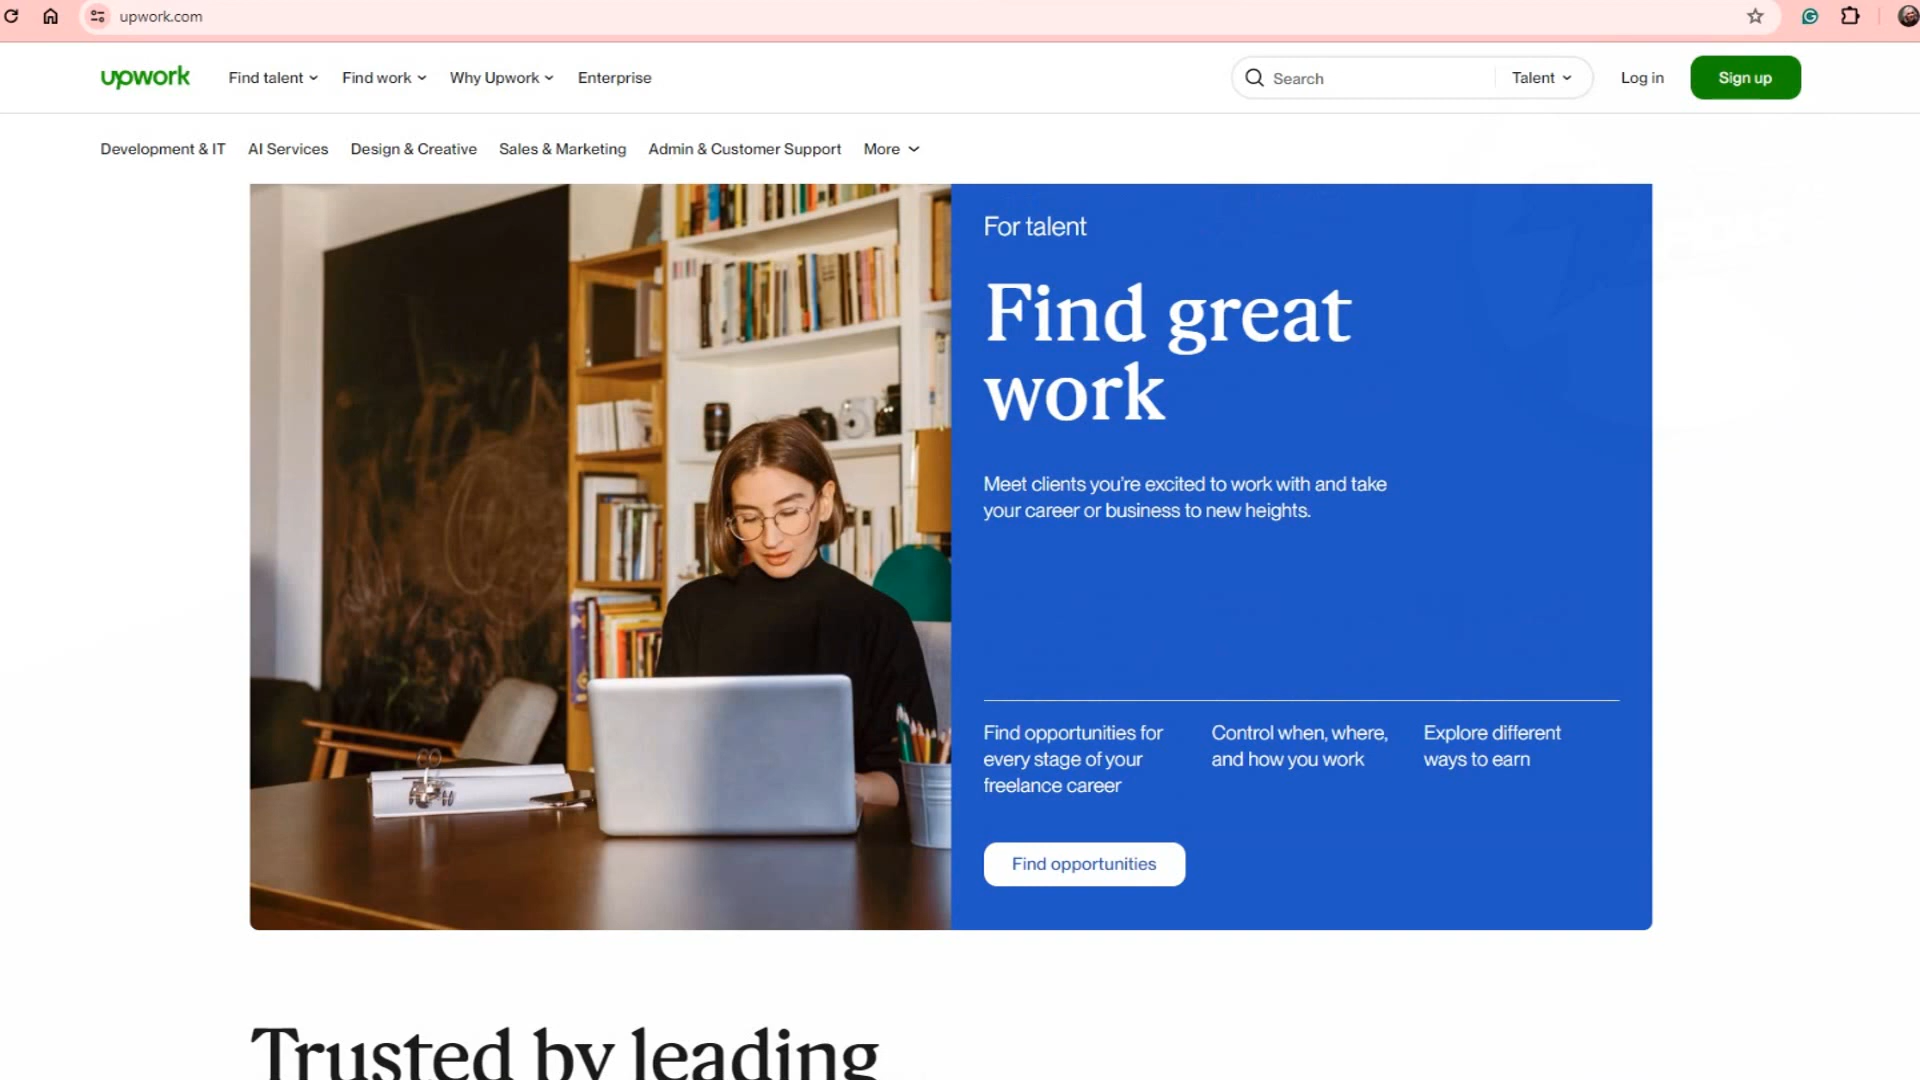 upwork.com
upwork Find talent Find work Why Upwork Enterprise Search Talent Log in Sign up
Development & IT AI Services Design & Creative Sales & Marketing Admin & Customer Support More
For talent
Find great
work
Meet clients you're excited to work with and take
your career or business to new heights.
Find opportunities for
every stage of your
freelance career
Control when, where,
and how you work
Explore different
ways to earn
Find opportunities
Trusted by leading